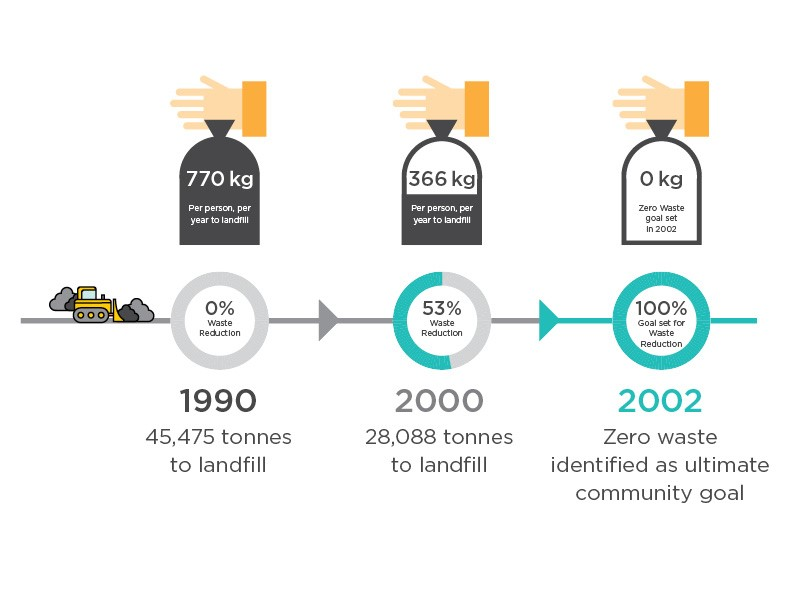 770 kg
Per person, per
year to landfill
366 kg
Per person, per
year to landfill
0 kg
Zero Waste
goal set
in 2002
0%
Waste
Reduction
53%
Waste
Reduction
100%
Goal set for
Waste
Reduction
1990
45,475 tonnes
to landfill
2000
28,088 tonnes
to landfill
2002
Zero waste
identified as ultimate
community goal